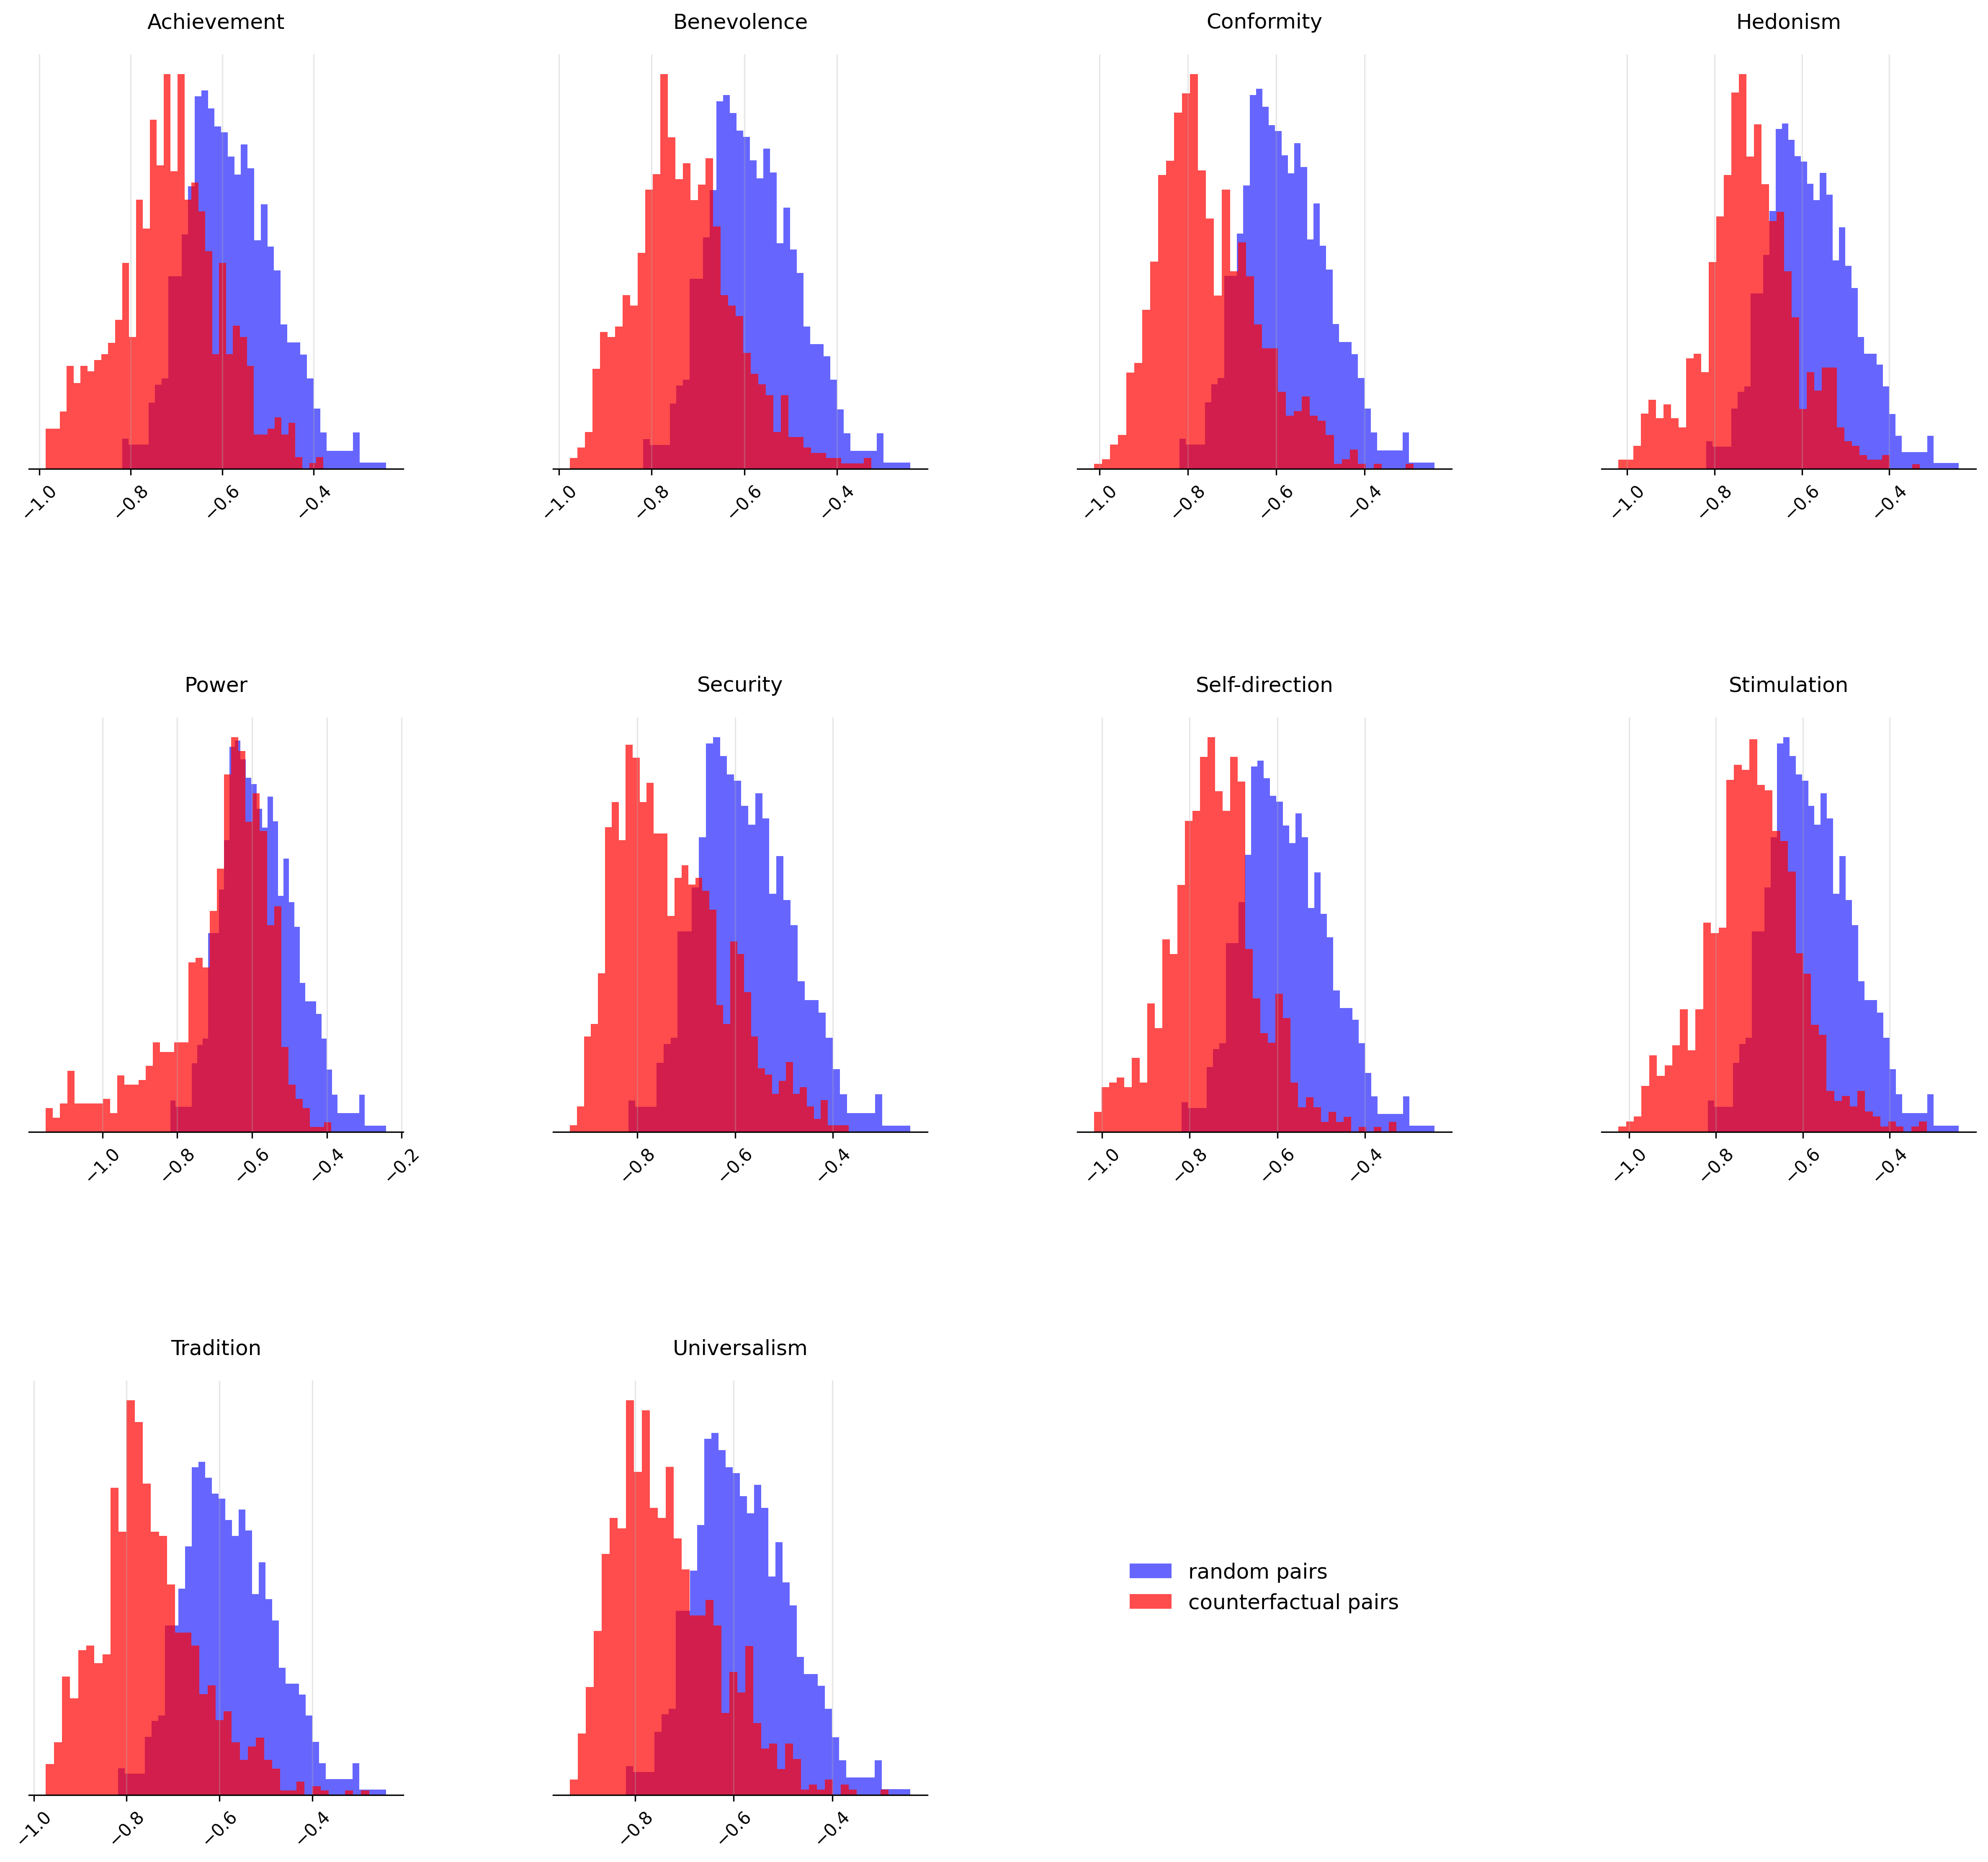 Achievement Benevolence Conformity Hedonism
−1.0 −0.8 −0.6 −0.4 −1.0 −0.8 −0.6 −0.4 −1.0 −0.8 −0.6 −0.4 −1.0 −0.8 −0.6 −0.4
Power Security Self-direction Stimulation
−1.0 −0.8 −0.6 −0.4 −0.2 −0.8 −0.6 −0.4 −1.0 −0.8 −0.6 −0.4 −1.0 −0.8 −0.6 −0.4
Tradition Universalism
random pairs
counterfactual pairs
−1.0 −0.8 −0.6 −0.4 −0.8 −0.6 −0.4